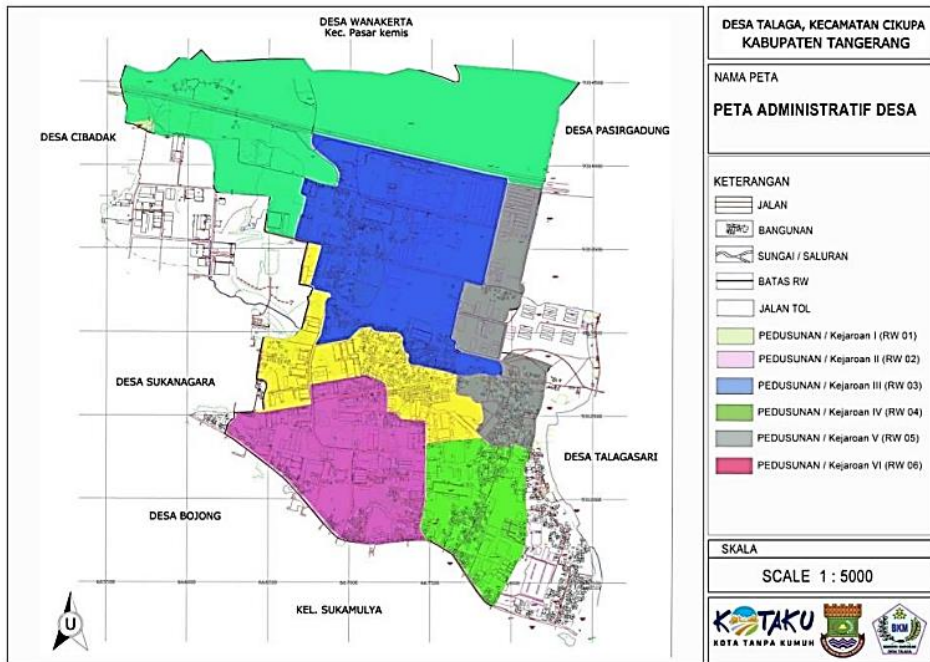 DESA WANAKERTA
Kec. Pasar kemis
DESA CIBADAK
DESA PASIRGADUNG
DESA SUKANAGARA
DESA TALAGASARI
DESA BOJONG
KEL. SUKAMULYA
U
DESA TALAGA, KECAMATAN CIKUPA
KABUPATEN TANGERANG
NAMA PETA
PETA ADMINISTRATIF DESA
KETERANGAN
JALAN
BANGUNAN
SUNGAI / SALURAN
BATAS RW
JALAN TOL
PEDUSUNAN / Kejaroan I (RW 01)
PEDUSUNAN / Kejaroan II (RW 02)
PEDUSUNAN / Kejaroan III (RW 03)
PEDUSUNAN / Kejaroan IV (RW 04)
PEDUSUNAN / Kejaroan V (RW 05)
PEDUSUNAN / Kejaroan VI (RW 06)
SKALA
SCALE 1 : 5000
KOTAKU
KOTA TANPA KUMUH
BKM